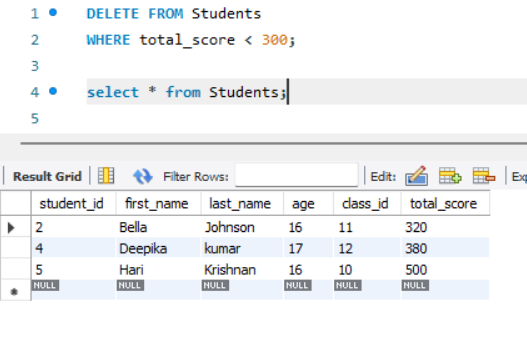 1 DELETE FROM Students
2 WHERE total_score < 300;
3
4 select * from Students;
5
Result Grid Filter Rows: Edit:
student_id first_name last_name age class_id total_score
2 Bella Johnson 16 11 320
4 Deepika kumar 17 12 380
5 Hari Krishnan 16 10 500
NULL NULL NULL NULL NULL NULL